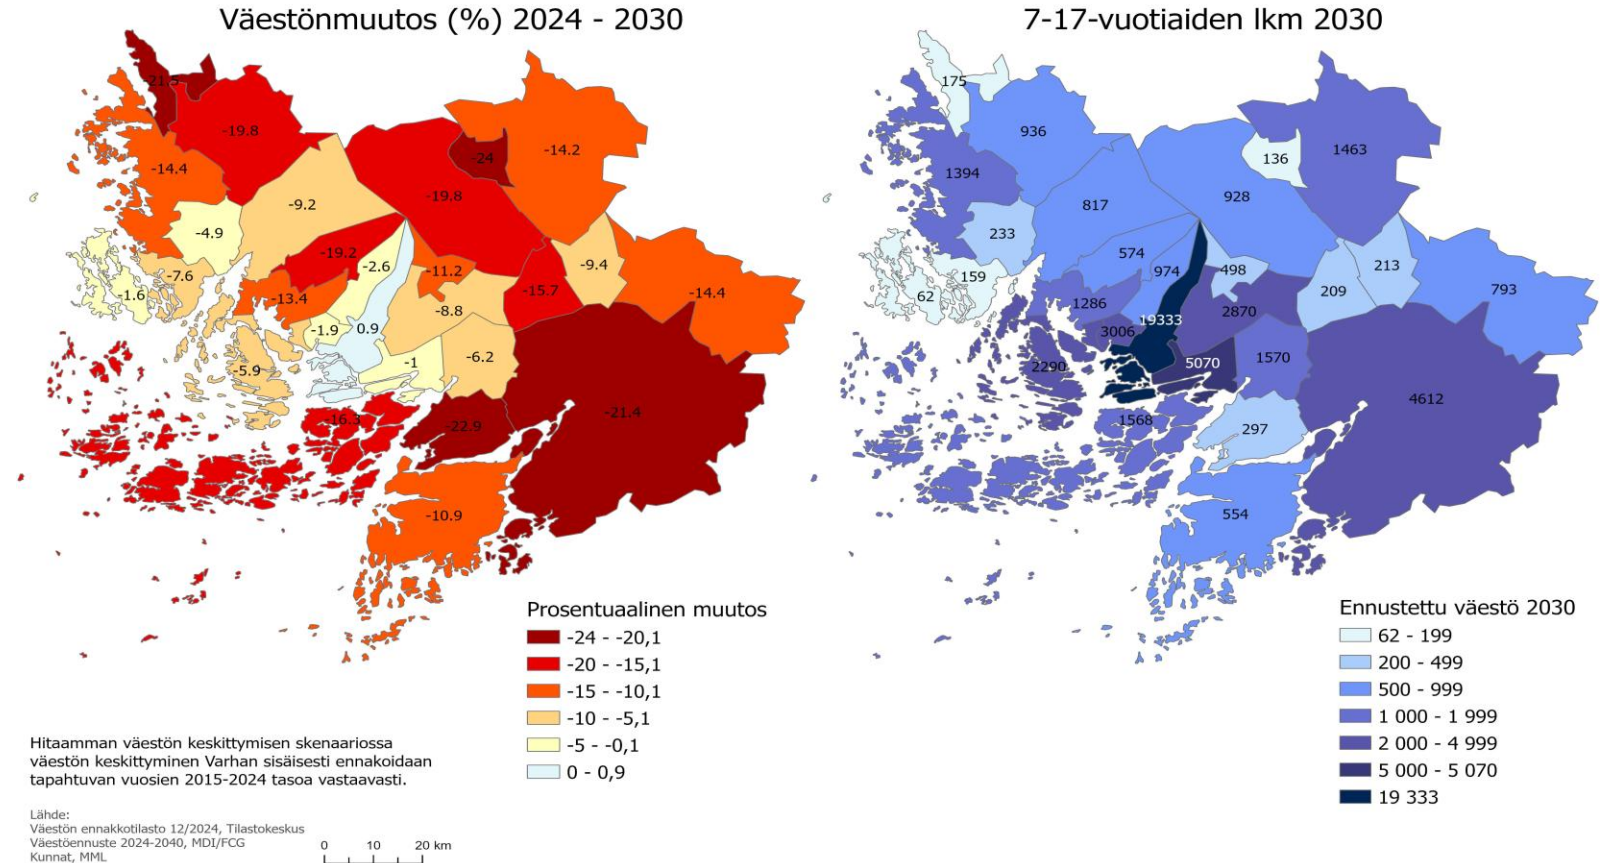 Väestönmuutos (%) 2024 - 2030
-21.5
-19.8
-24
-14.2
-14.4
-19.8
-9.2
-4.9
-19.2
-2.6
-11.2
-9.4
-7.6
-1.6
-13.4
-15.7
-14.4
-8.8
-1.9
0.9
-1
-6.2
-5.9
-16.3
-22.9
-21.4
-10.9
Prosentuaalinen muutos
-24 - -20,1
-20 - -15,1
-15 - -10,1
-10 - -5,1
-5 - -0,1
0 - 0,9
Hitaamman väestön keskittymisen skenaariossa
väestön keskittyminen Varhan sisäisesti ennakoidaan
tapahtuvan vuosien 2015-2024 tasoa vastaavasti.
Lähde:
Väestön ennakkotilasto 12/2024, Tilastokeskus
Väestöennuste 2024-2040, MDI/FCG
Kunnat, MML
0 10 20 km
7-17-vuotiaiden lkm 2030
175
936
136
1463
1394
928
817
233
574
974
498
213
159
62
1286
209
793
19333
2870
3006
5070
1570
2290
1568
297
4612
554
Ennustettu väestö 2030
62 - 199
200 - 499
500 - 999
1 000 - 1 999
2 000 - 4 999
5 000 - 5 070
19 333